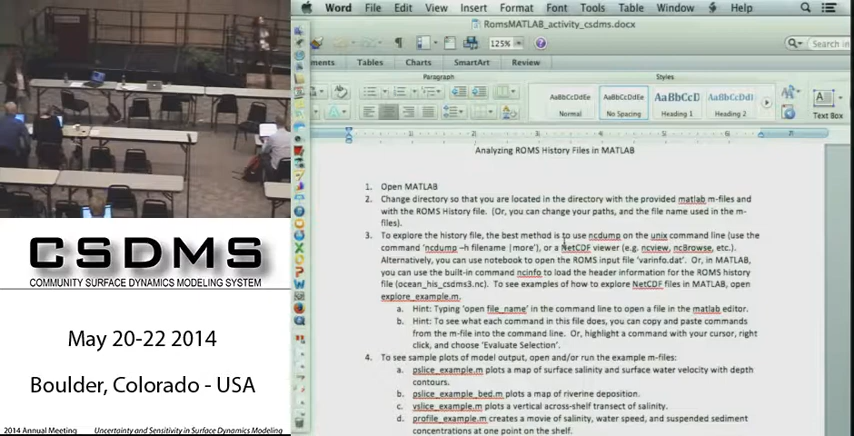 Word File Edit View Insert Format Font Tools Table Window Help
RomsMATLAB_activity_csdms.docx
125%
Search in
ments Tables Charts SmartArt Review
Paragraph Styles
AaBbCcDdEe AaBbCcDdEe AaBbCcD AaBbCcDdI
Normal No Spacing Heading 1 Heading 2 Text Box
Analyzing ROMS History Files in MATLAB
1. Open MATLAB
2. Change directory so that you are located in the directory with the provided matlab m-files and
with the ROMS History file. (Or, you can change your paths, and the file name used in the m-
files).
3. To explore the history file, the best method is to use ncdump on the unix command line (use the
command 'ncdump –h filename |more'), or a NetCDF viewer (e.g. ncview, ncBrowse, etc.).
Alternatively, you can use notebook to open the ROMS input file 'varinfo.dat'. Or, in MATLAB,
you can use the built-in command ncinfo to load the header information for the ROMS history
file (ocean_his_csdms3.nc). To see examples of how to explore NetCDF files in MATLAB, open
explore_example.m.
a. Hint: Typing 'open file_name' in the command line to open a file in the matlab editor.
b. Hint: To see what each command in this file does, you can copy and paste commands
from the m-file into the command line. Or, highlight a command with your cursor, right
click, and choose 'Evaluate Selection'.
4. To see sample plots of model output, open and/or run the example m-files:
a. pslice_example.m plots a map of surface salinity and surface water velocity with depth
contours.
b. pslice_example_bed.m plots a map of riverine deposition.
c. vslice_example.m plots a vertical across-shelf transect of salinity.
d. profile_example.m creates a movie of salinity, water speed, and suspended sediment
concentrations at one point on the shelf.
CSDMS
COMMUNITY SURFACE DYNAMICS MODELING SYSTEM
May 20-22 2014
Boulder, Colorado - USA
2014 Annual Meeting Uncertainty and Sensitivity in Surface Dynamics Modeling